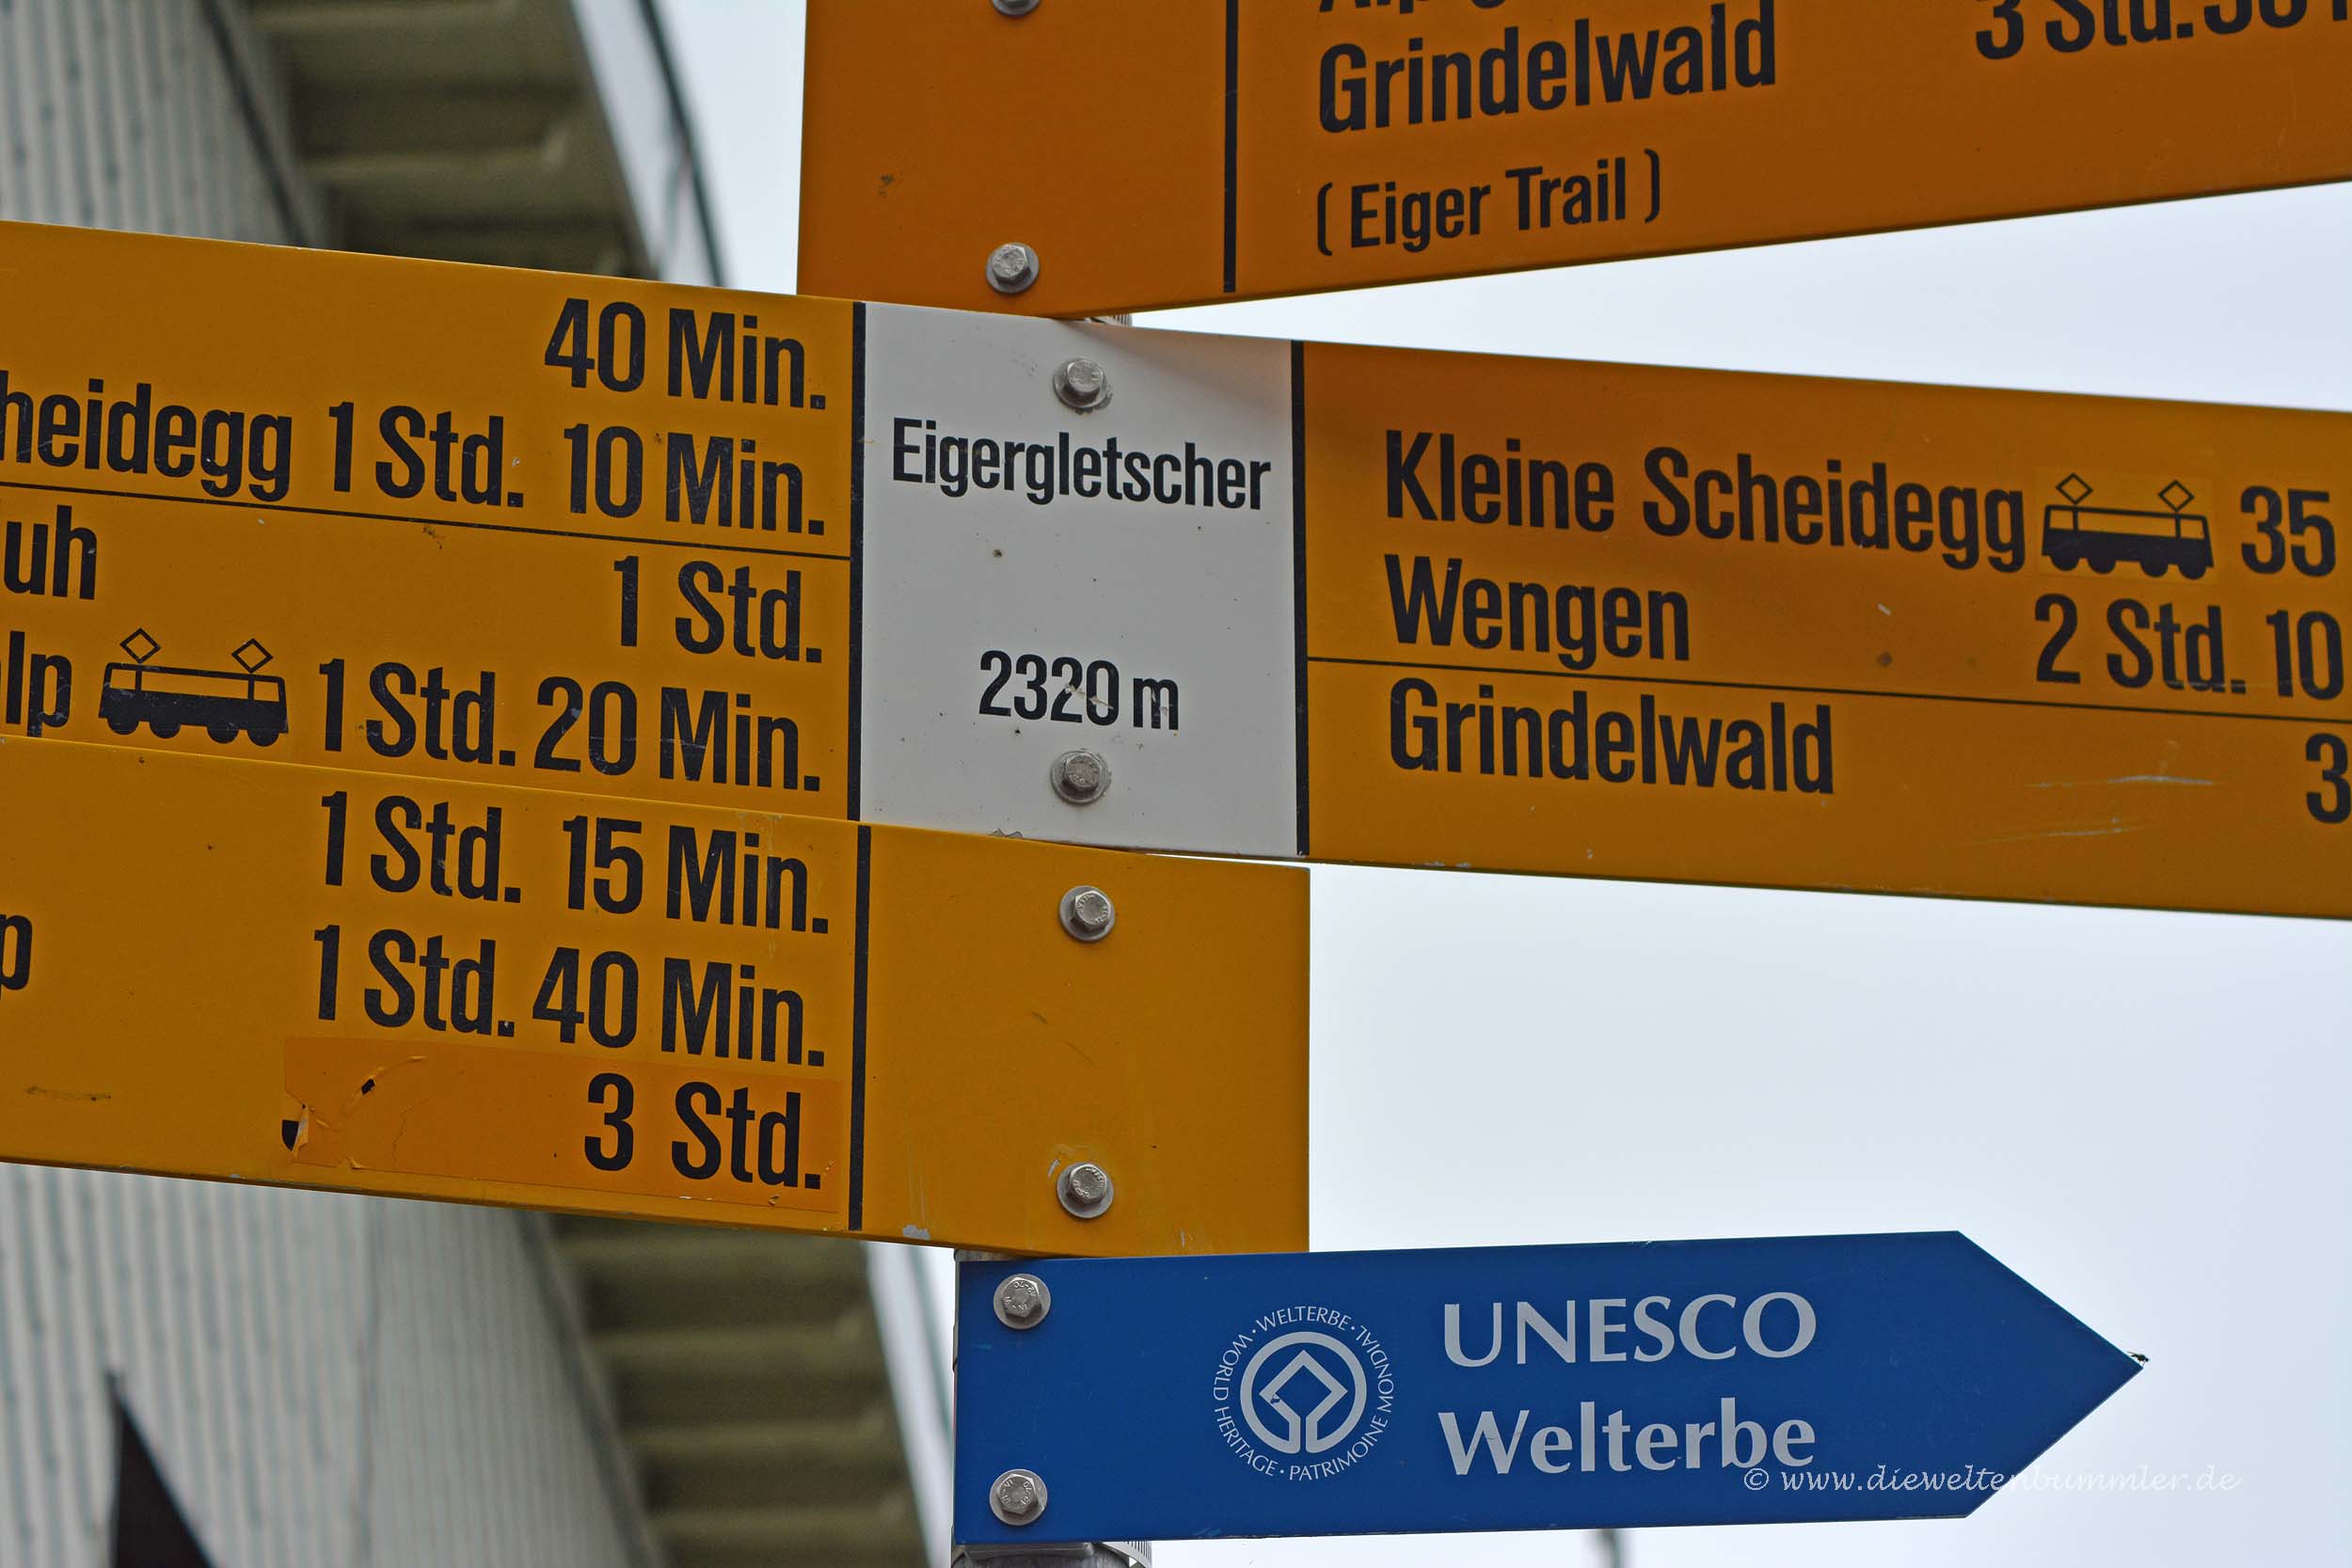 Grindelwald 3 Std.
( Eiger Trail )
40 Min.
heidegg 1 Std. 10 Min.
uh 1 Std.
lp 1 Std. 20 Min.
1 Std. 15 Min.
p 1 Std. 40 Min.
3 Std.
Eigergletscher
2320 m
Kleine Scheidegg 35
Wengen 2 Std. 10
Grindelwald 3
UNESCO
Welterbe
WORLD HERITAGE · WELTERBE · PATRIMOINE MONDIAL
© www.dieweltenbummler.de